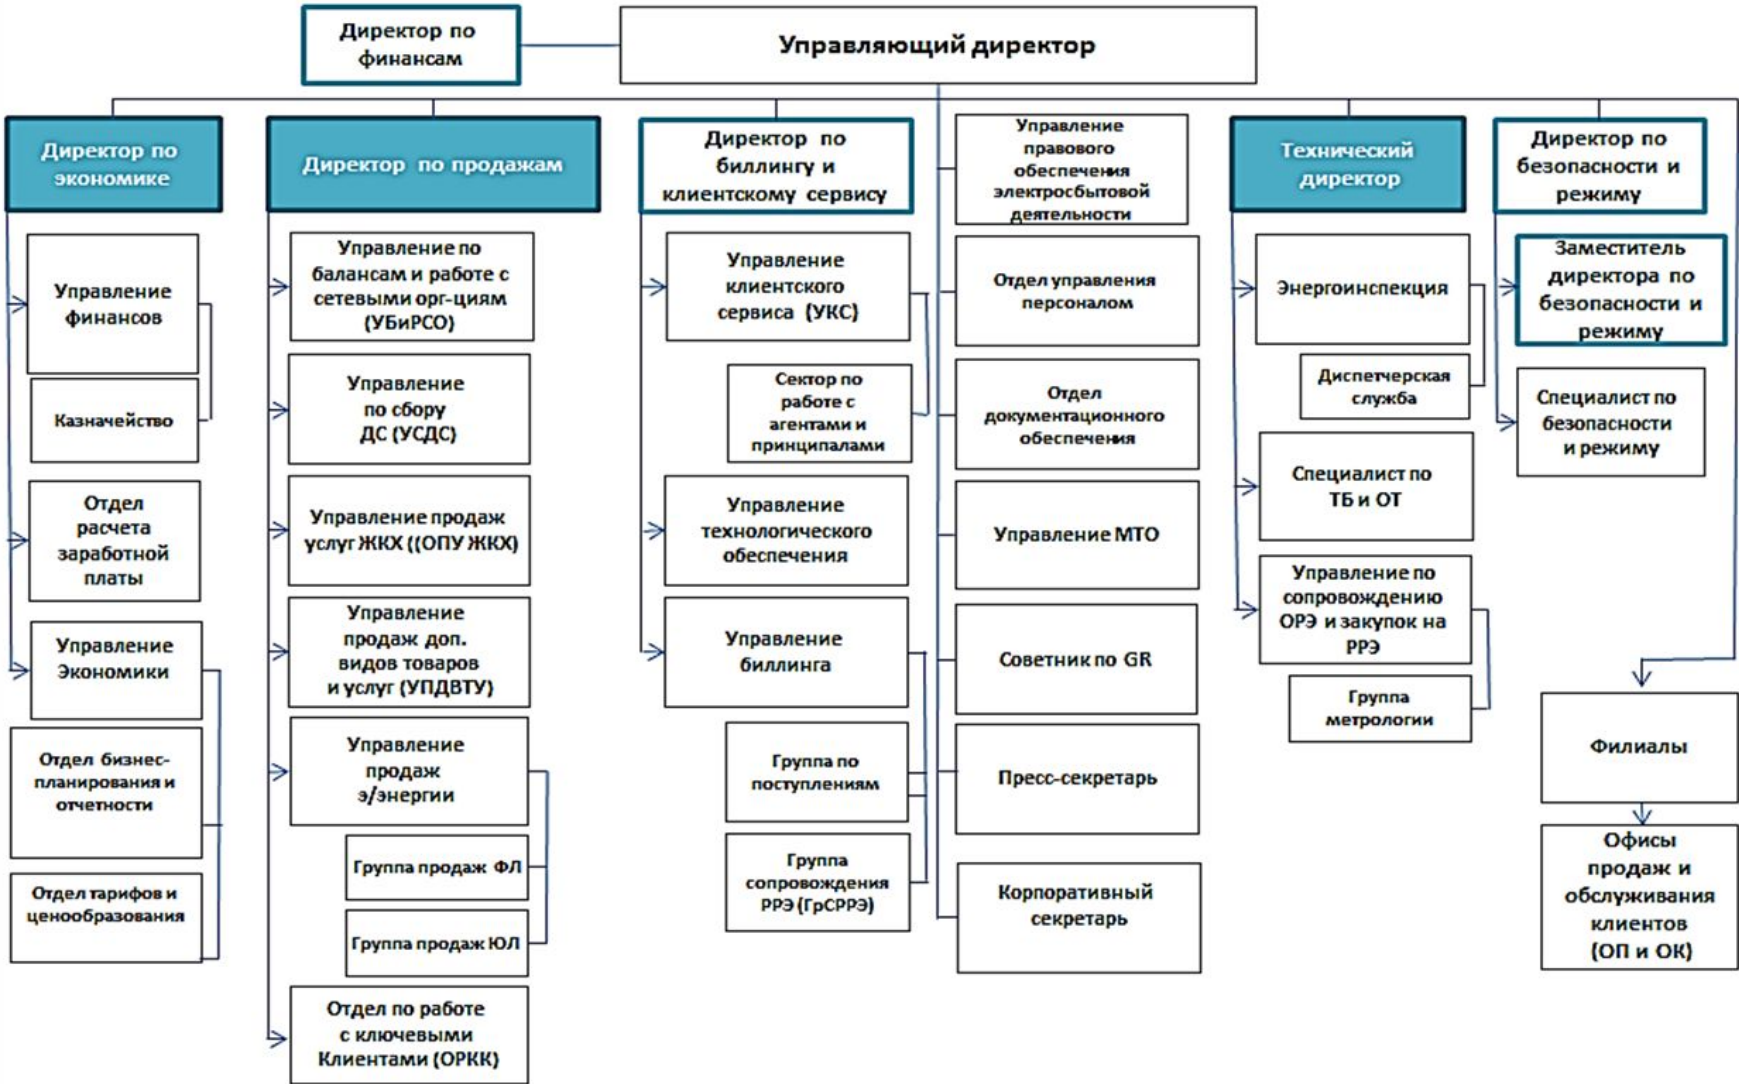 Директор по
финансам
Управляющий директор
Директор по
экономике
Управление
финансов
Казначейство
Отдел
расчета
заработной
платы
Управление
Экономики
Отдел бизнес-
планирования и
отчетности
Отдел тарифов и
ценообразования
Директор по продажам
Управление по
балансам и работе с
сетевыми орг-циям
(УБиРСО)
Управление
по сбору
ДС (УСДС)
Управление продаж
услуг ЖКХ ((ОПУ ЖКХ)
Управление
продаж доп.
видов товаров
и услуг (УПДВТУ)
Управление
продаж
э/энергии
Группа продаж ФЛ
Группа продаж ЮЛ
Отдел по работе
с ключевыми
Клиентами (ОРКК)
Директор по
биллингу и
клиентскому сервису
Управление
клиентского
сервиса (УКС)
Сектор по
работе с
агентами и
принципалами
Управление
технологического
обеспечения
Управление
биллинга
Группа по
поступлениям
Группа
сопровождения
РРЭ (ГрСРРЭ)
Управление
правового
обеспечения
электросбытовой
деятельности
Отдел управления
персоналом
Отдел
документационного
обеспечения
Управление МТО
Советник по GR
Пресс-секретарь
Корпоративный
секретарь
Технический
директор
Энергоинспекция
Диспетчерская
служба
Специалист по
ТБ и ОТ
Управление по
сопровождению
ОРЭ и закупок на
РРЭ
Группа
метрологии
Директор по
безопасности и
режиму
Заместитель
директора по
безопасности и
режиму
Специалист по
безопасности
и режиму
Филиалы
Офисы
продаж и
обслуживания
клиентов
(ОП и ОК)